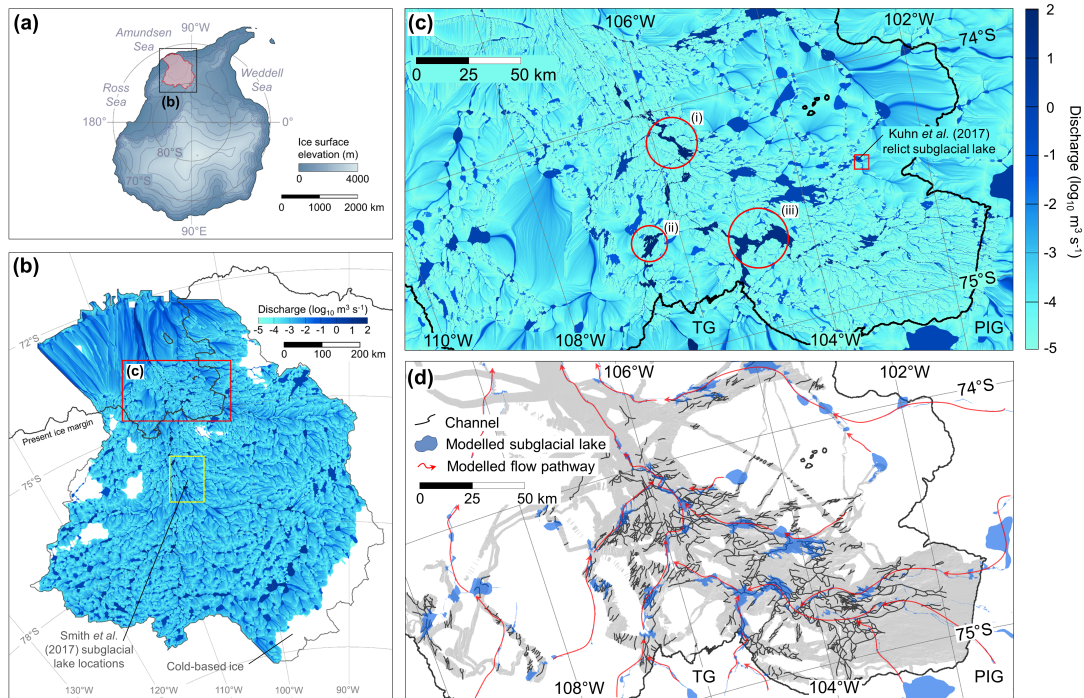 (a)
Amundsen
Sea
90°W
Weddell
Sea
Ross
Sea
(b)
180°
0°
80°S
70°S
90°E
Ice surface
elevation (m)
0 4000
0 1000 2000 km
(b)
Discharge (log10 m3 s-1)
-5 -4 -3 -2 -1 0 1 2
0 100 200 km
72°S
(c)
Present ice margin
75°S
78°S
Smith et al.
(2017) subglacial
lake locations
Cold-based ice
130°W 120°W 110°W 100°W 90°W
(c)
106°W
102°W
74°S
0 25 50 km
(i)
Kuhn et al. (2017)
relict subglacial lake
(ii)
(iii)
75°S
110°W
108°W
TG
104°W
PIG
2
1
0
-1
-2
-3
-4
-5
Discharge (log10 m3 s-1)
(d)
106°W
102°W
74°S
Channel
Modelled subglacial lake
Modelled flow pathway
0 25 50 km
75°S
108°W
TG
104°W
PIG